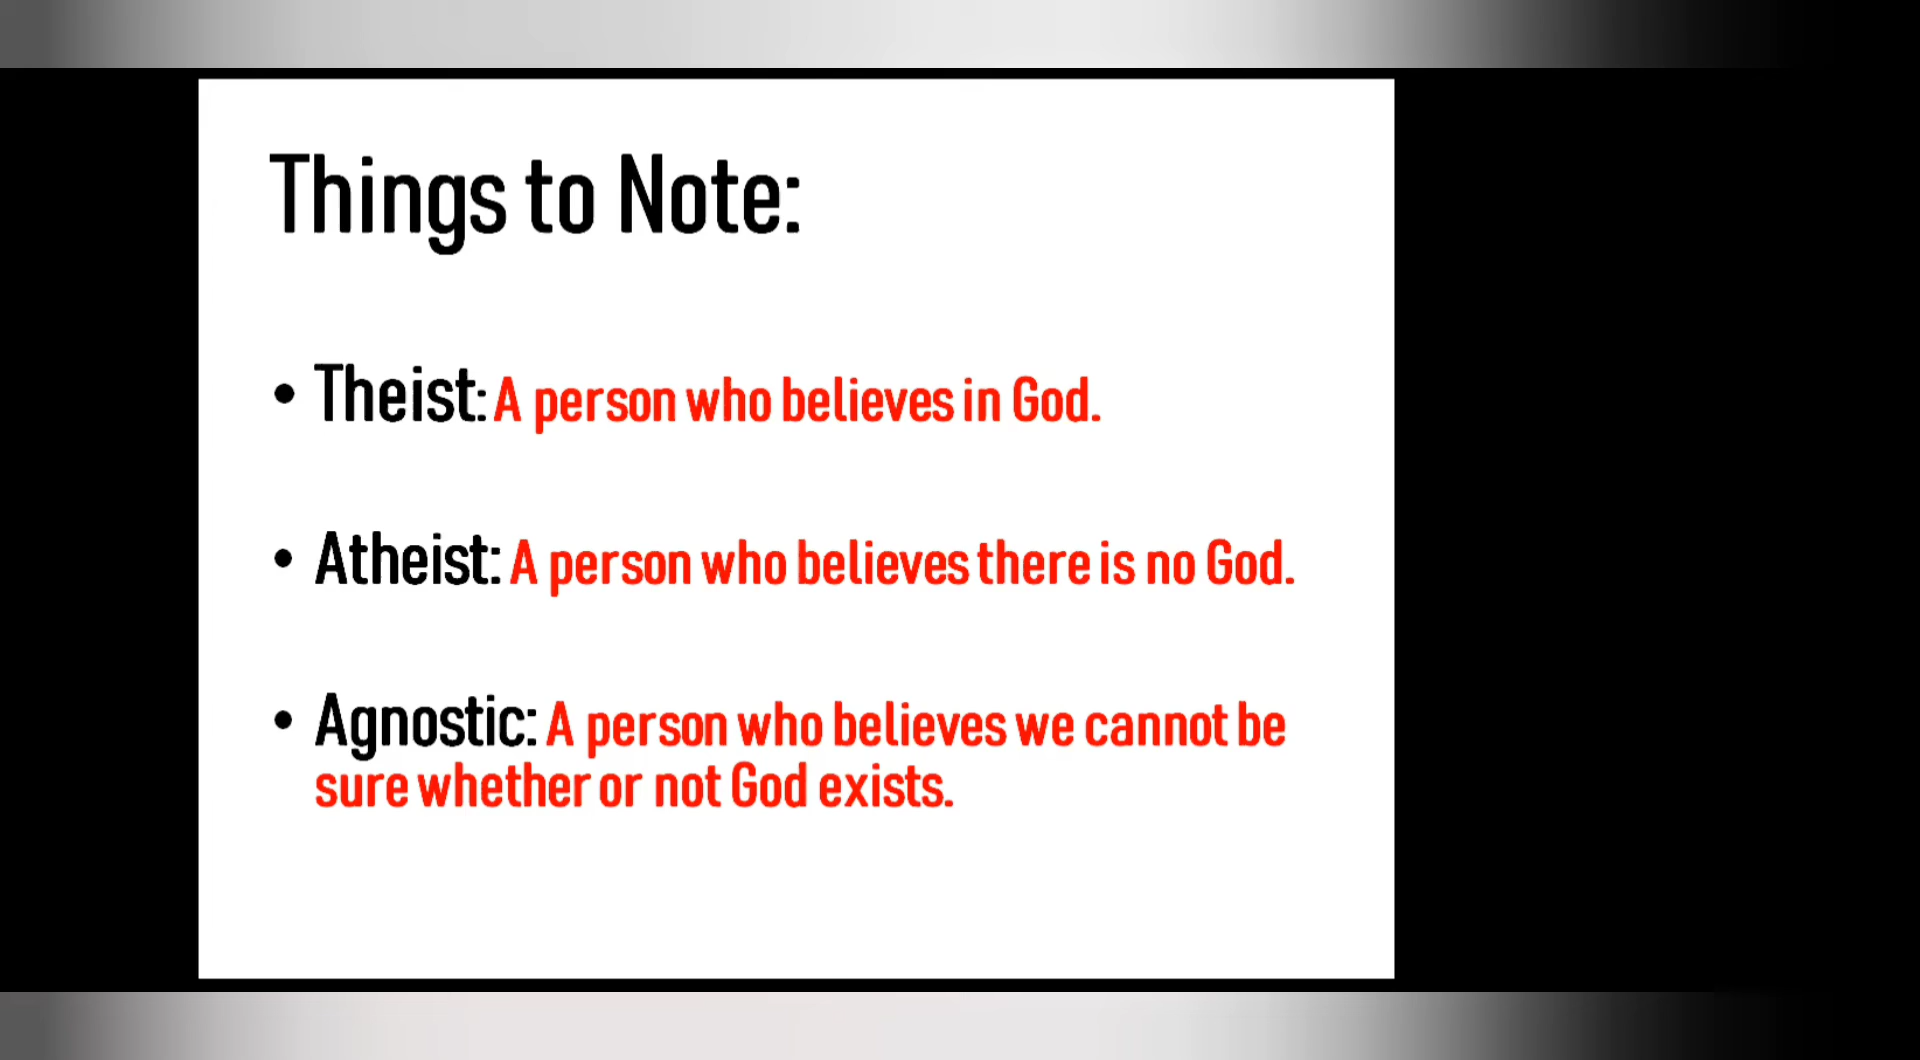 Things to Note:
• Theist: A person who believes in God.
• Atheist: A person who believes there is no God.
• Agnostic: A person who believes we cannot be
sure whether or not God exists.